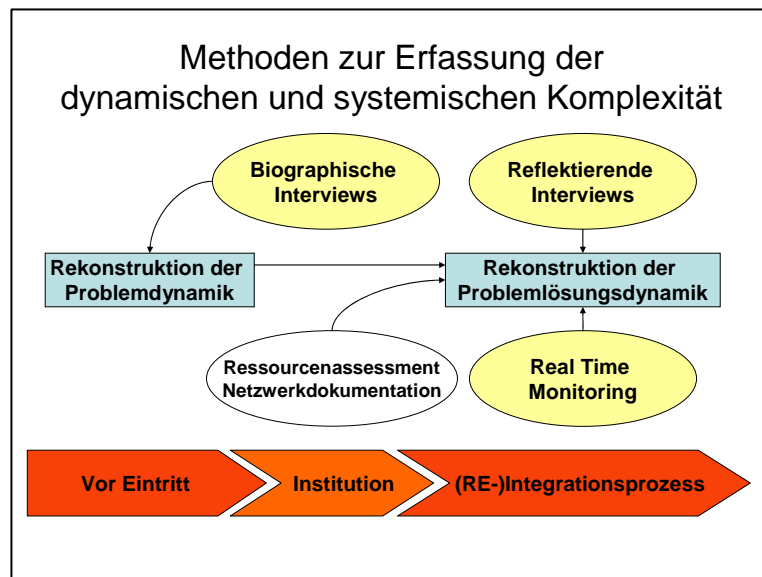 Methoden zur Erfassung der
dynamischen und systemischen Komplexität
Biographische
Interviews
Reflektierende
Interviews
Rekonstruktion der
Problemdynamik
Rekonstruktion der
Problemlösungsdynamik
Ressourcenassessment
Netzwerkdokumentation
Real Time
Monitoring
Vor Eintritt
Institution
(RE-)Integrationsprozess